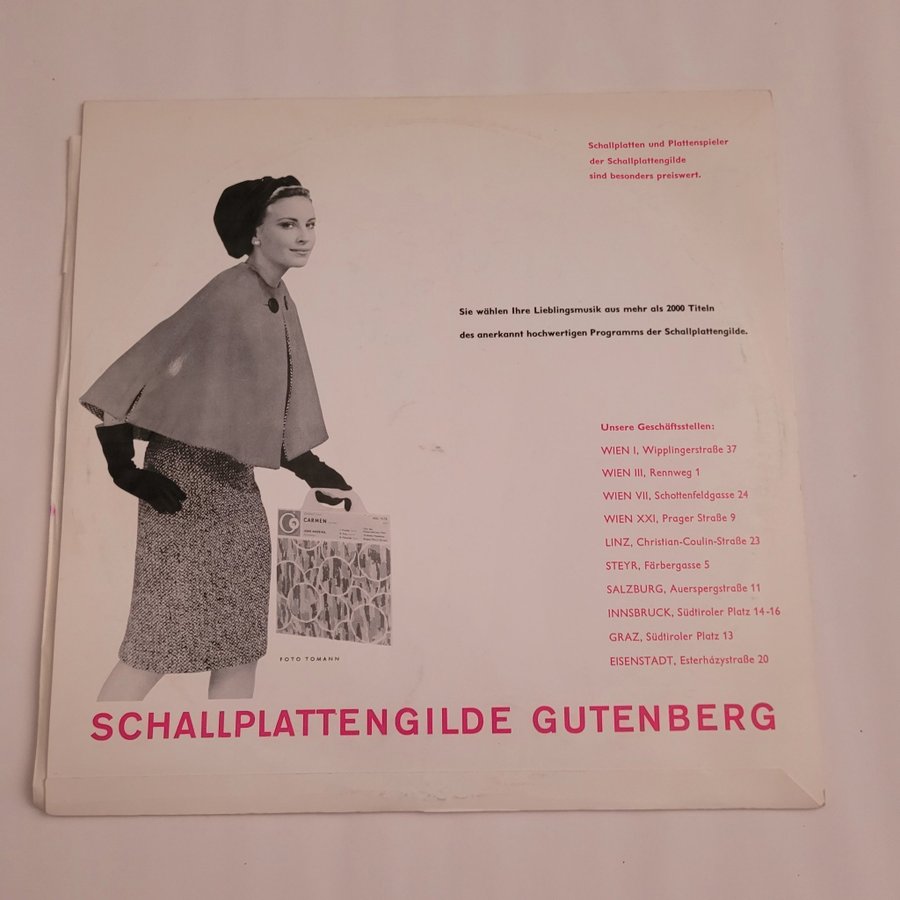 Schallplatten und Plattenspieler
der Schallplattengilde
sind besonders preiswert.
Sie wählen Ihre Lieblingsmusik aus mehr als 2000 Titeln
des anerkannt hochwertigen Programms der Schallplattengilde.
Unsere Geschäftsstellen:
WIEN I, Wipplingerstraße 37
WIEN III, Rennweg 1
WIEN VII, Schottenfeldgasse 24
WIEN XXI, Prager Straße 9
LINZ, Christian-Coulin-Straße 23
STEYR, Färbergasse 5
SALZBURG, Auerspergstraße 11
INNSBRUCK, Südtiroler Platz 14-16
GRAZ, Südtiroler Platz 13
EISENSTADT, Esterházystraße 20
CARMEN
FOTO TOMANN
SCHALLPLATTENGILDE GUTENBERG